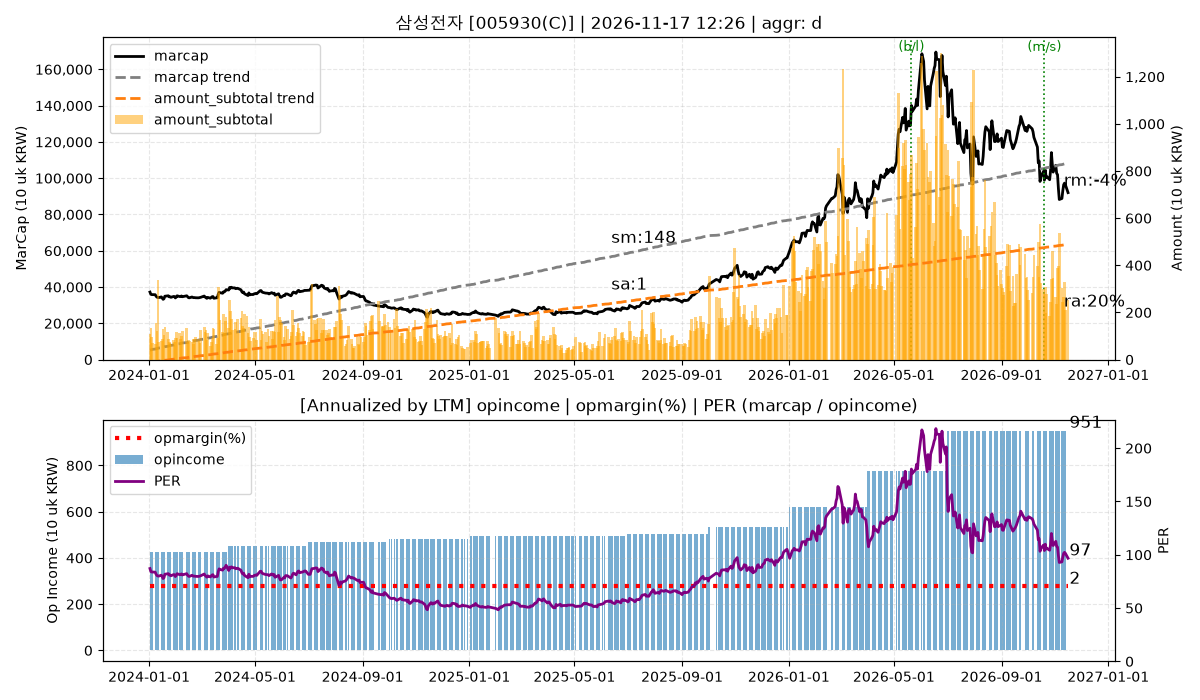 삼성전자 [005930(C)] | 2026-11-17 12:26 | aggr: d
(b/l)
(m/s)
marcap
marcap trend
amount_subtotal trend
amount_subtotal
MarCap (10 uk KRW)
160,000
140,000
120,000
100,000
80,000
60,000
40,000
20,000
0
Amount (10 uk KRW)
1,200
1,000
800
600
400
200
0
rm:-4%
sm:148
sa:1
ra:20%
2024-01-01
2024-05-01
2024-09-01
2025-01-01
2025-05-01
2025-09-01
2026-01-01
2026-05-01
2026-09-01
2027-01-01
[Annualized by LTM] opincome | opmargin(%) | PER (marcap / opincome)
opmargin(%)
opincome
PER
Op Income (10 uk KRW)
800
600
400
200
0
PER
200
150
100
50
0
951
97
2
2024-01-01
2024-05-01
2024-09-01
2025-01-01
2025-05-01
2025-09-01
2026-01-01
2026-05-01
2026-09-01
2027-01-01